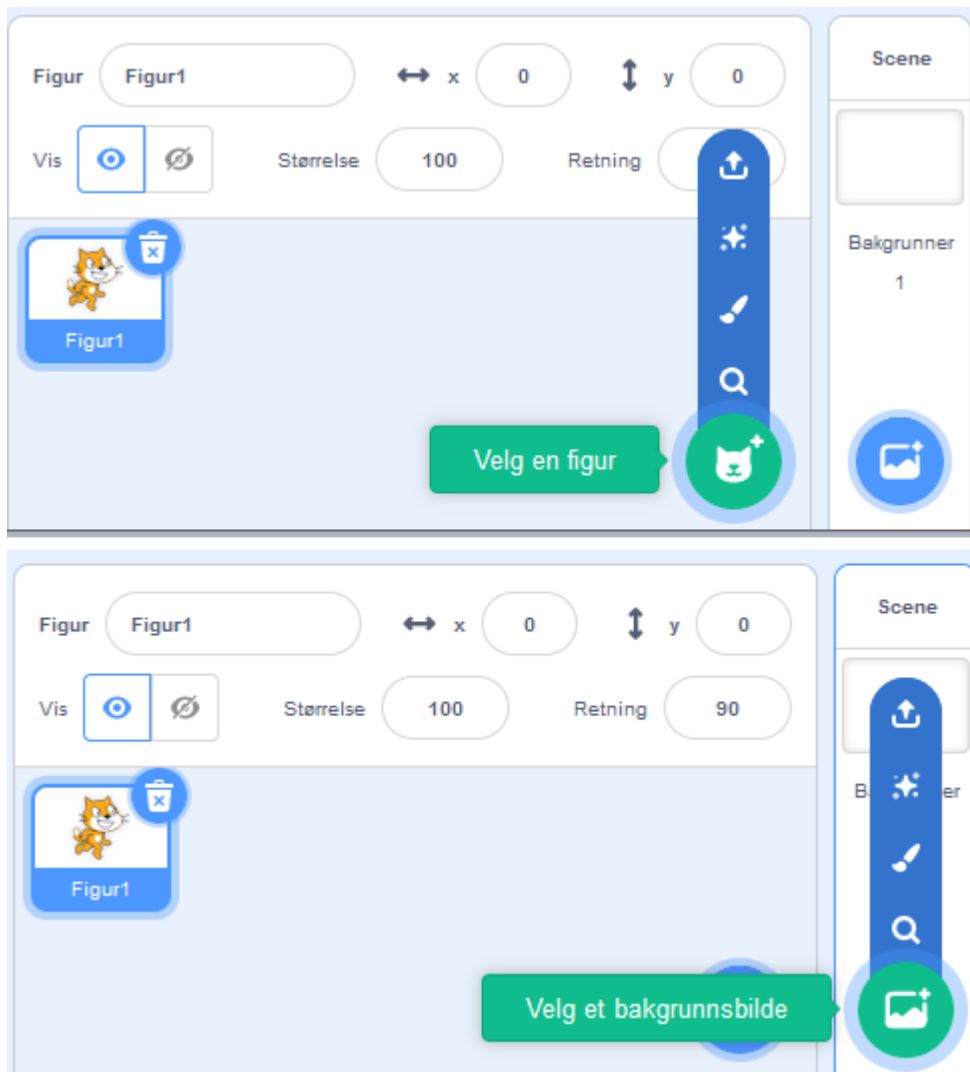 Figur Figur1 x 0 y 0 Scene
Vis Størrelse 100 Retning
Bakgrunner
1
Figur1
Velg en figur
Figur Figur1 x 0 y 0 Scene
Vis Størrelse 100 Retning 90
B er
Figur1
Velg et bakgrunnsbilde